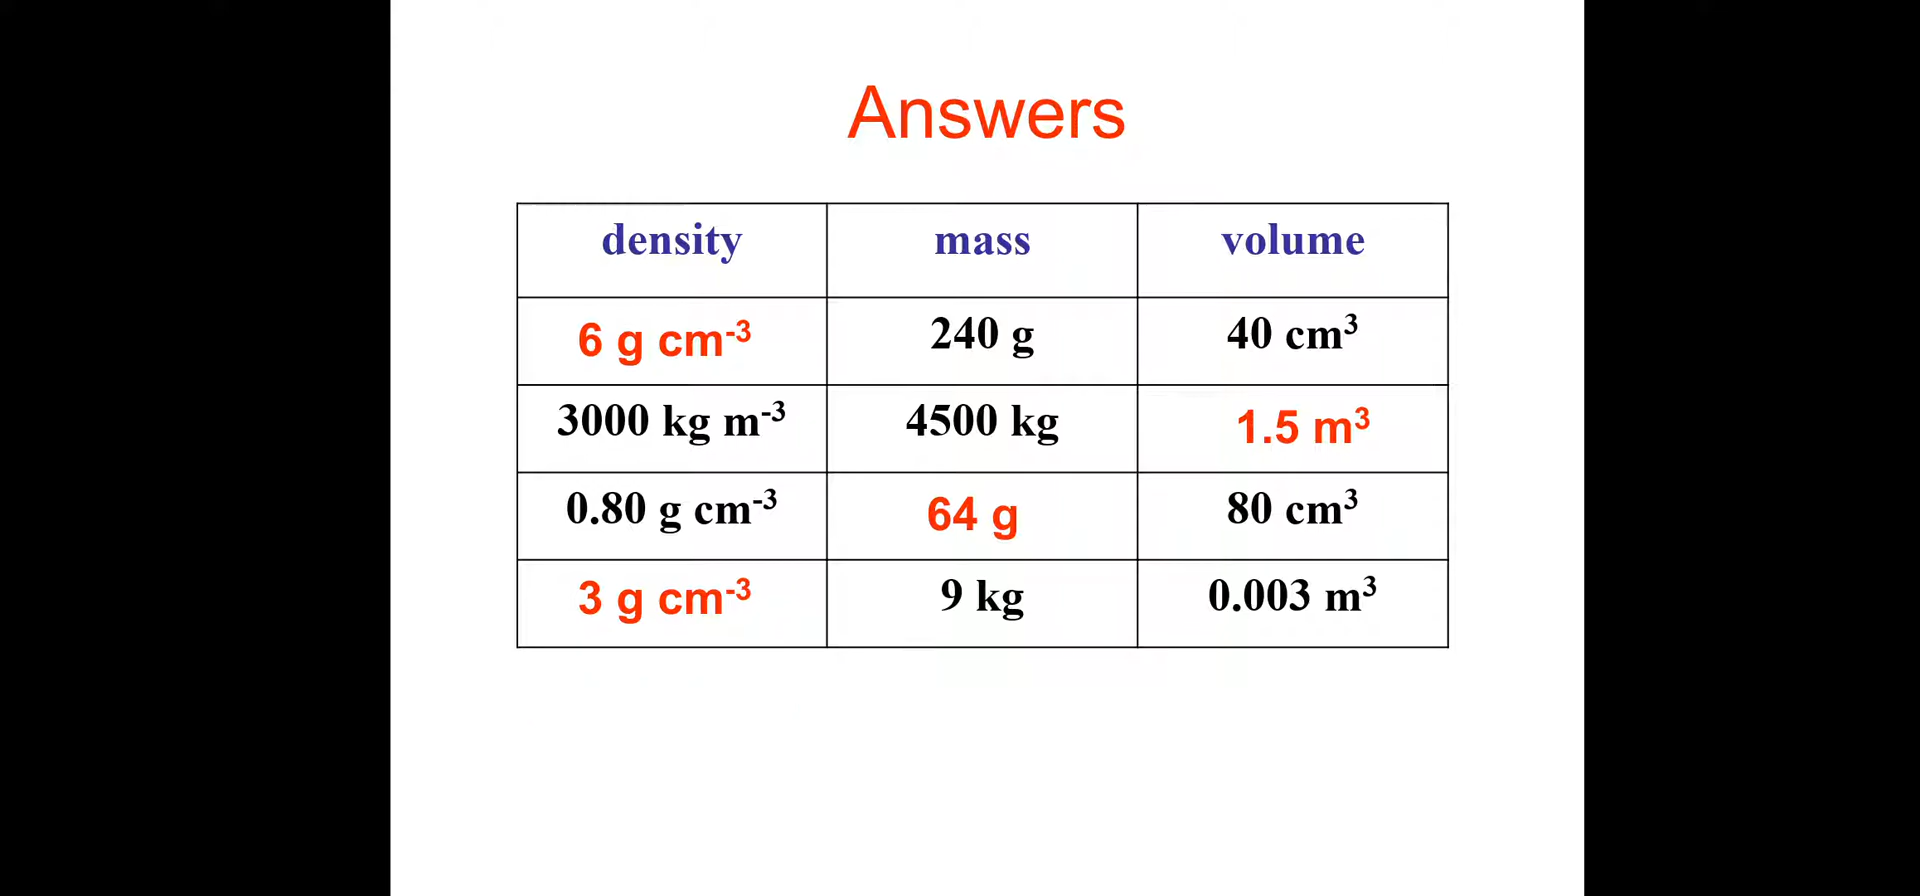 Answers
density mass volume
6 g cm⁻³ 240 g 40 cm³
3000 kg m⁻³ 4500 kg 1.5 m³
0.80 g cm⁻³ 64 g 80 cm³
3 g cm⁻³ 9 kg 0.003 m³